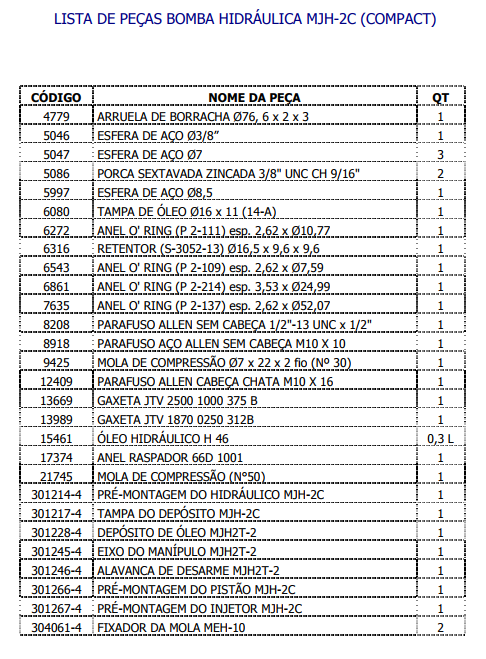 LISTA DE PEÇAS BOMBA HIDRÁULICA MJH-2C (COMPACT)
CÓDIGO NOME DA PEÇA QT
4779 ARRUELA DE BORRACHA Ø76, 6 x 2 x 3 1
5046 ESFERA DE AÇO Ø3/8” 1
5047 ESFERA DE AÇO Ø7 3
5086 PORCA SEXTAVADA ZINCADA 3/8" UNC CH 9/16" 2
5997 ESFERA DE AÇO Ø8,5 1
6080 TAMPA DE ÓLEO Ø16 x 11 (14-A) 1
6272 ANEL O' RING (P 2-111) esp. 2,62 x Ø10,77 1
6316 RETENTOR (S-3052-13) Ø16,5 x 9,6 x 9,6 1
6543 ANEL O' RING (P 2-109) esp. 2,62 x Ø7,59 1
6861 ANEL O' RING (P 2-214) esp. 3,53 x Ø24,99 1
7635 ANEL O' RING (P 2-137) esp. 2,62 x Ø52,07 1
8208 PARAFUSO ALLEN SEM CABEÇA 1/2"-13 UNC x 1/2" 1
8918 PARAFUSO AÇO ALLEN SEM CABEÇA M10 X 10 1
9425 MOLA DE COMPRESSÃO Ø7 x 22 x 2 fio (Nº 30) 1
12409 PARAFUSO ALLEN CABEÇA CHATA M10 X 16 1
13669 GAXETA JTV 2500 1000 375 B 1
13989 GAXETA JTV 1870 0250 312B 1
15461 ÓLEO HIDRÁULICO H 46 0,3 L
17374 ANEL RASPADOR 66D 1001 1
21745 MOLA DE COMPRESSÃO (N°50) 1
301214-4 PRÉ-MONTAGEM DO HIDRÁULICO MJH-2C 1
301217-4 TAMPA DO DEPÓSITO MJH-2C 1
301228-4 DEPÓSITO DE ÓLEO MJH2T-2 1
301245-4 EIXO DO MANÍPULO MJH2T-2 1
301246-4 ALAVANCA DE DESARME MJH2T-2 1
301266-4 PRÉ-MONTAGEM DO PISTÃO MJH-2C 1
301267-4 PRÉ-MONTAGEM DO INJETOR MJH-2C 1
304061-4 FIXADOR DA MOLA MEH-10 2